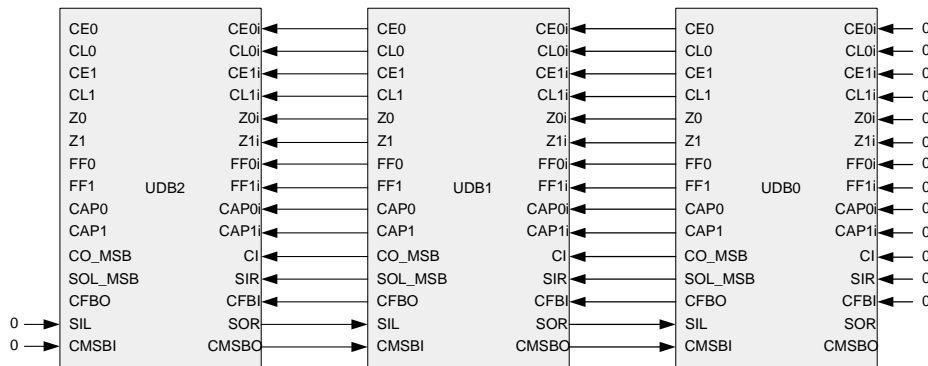 CE0 CE0i CE0 CE0i CE0 CE0i 0
CL0 CL0i CL0 CL0i CL0 CL0i 0
CE1 CE1i CE1 CE1i CE1 CE1i 0
CL1 CL1i CL1 CL1i CL1 CL1i 0
Z0 Z0i Z0 Z0i Z0 Z0i 0
Z1 Z1i Z1 Z1i Z1 Z1i 0
FF0 FF0i FF0 FF0i FF0 FF0i 0
FF1 UDB2 FF1i FF1 UDB1 FF1i FF1 UDB0 FF1i 0
CAP0 CAP0i CAP0 CAP0i CAP0 CAP0i 0
CAP1 CAP1i CAP1 CAP1i CAP1 CAP1i 0
CO_MSB CI CO_MSB CI CO_MSB CI 0
SOL_MSB SIR SOL_MSB SIR SOL_MSB SIR 0
CFBO CFBI CFBO CFBI CFBO CFBI 0
0 SIL SOR SIL SOR SIL SOR
0 CMSBI CMSBO CMSBI CMSBO CMSBI CMSBO